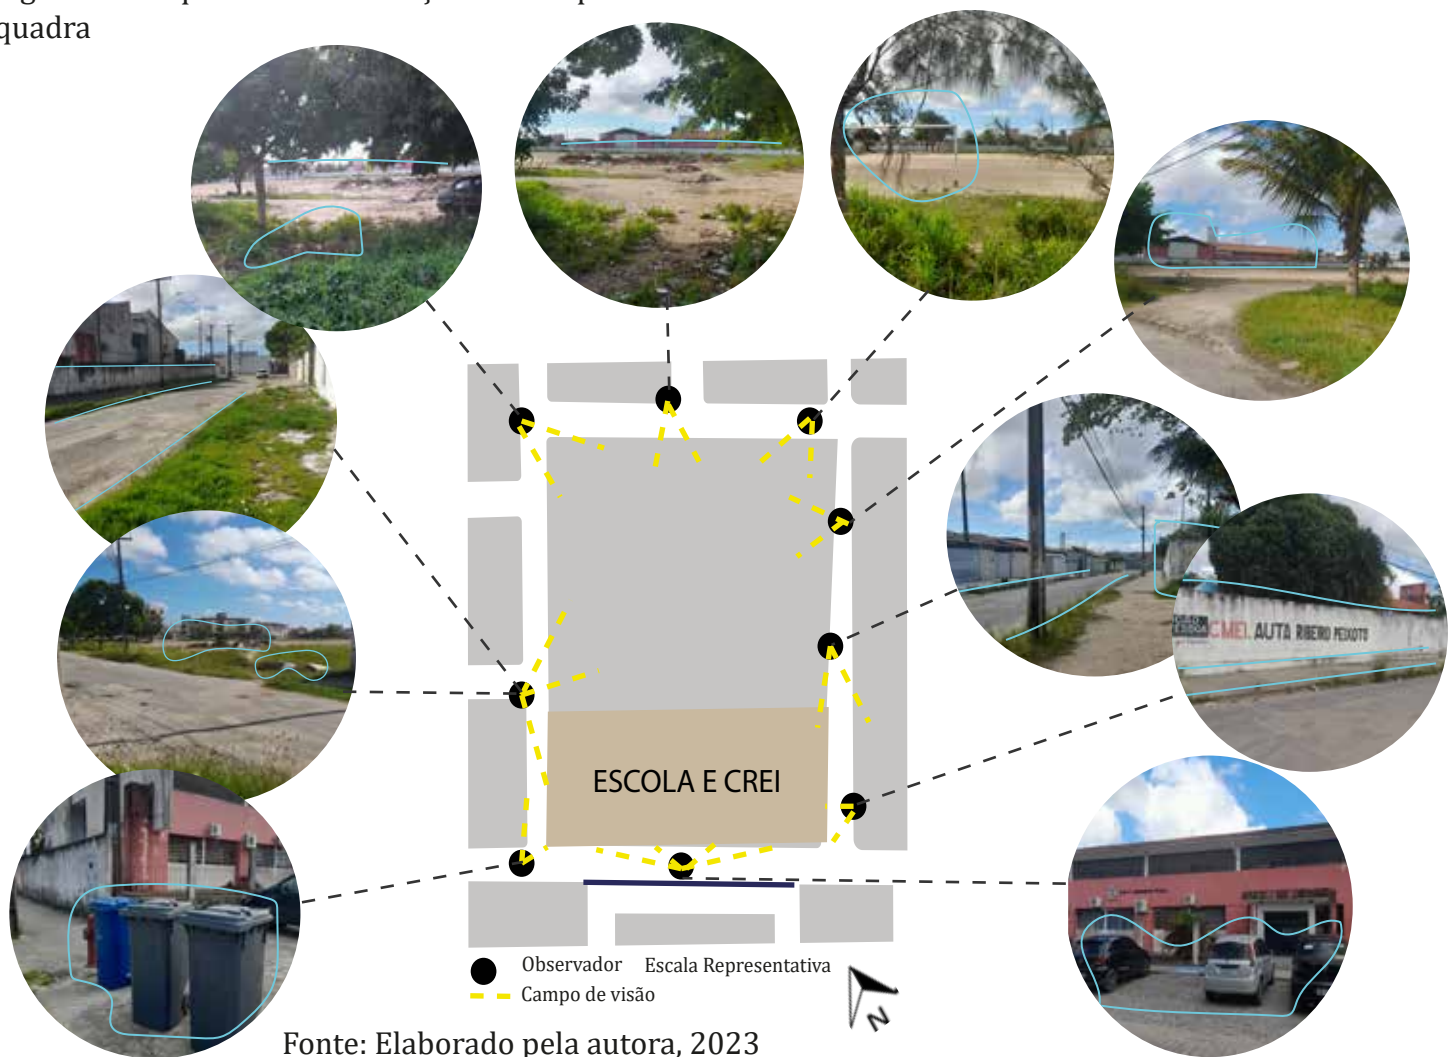 quadra
CMEI. AUTA RIBEIRO PEIXOTO
ESCOLA E CREI
Observador Escala Representativa
Campo de visão
N
Fonte: Elaborado pela autora, 2023